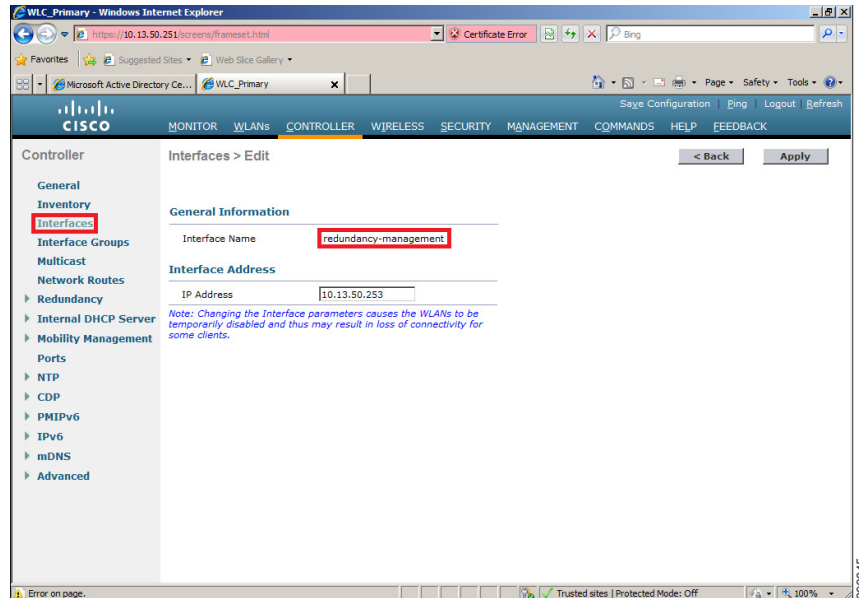 WLC_Primary - Windows Internet Explorer
https://10.13.50.251/screens/frameset.html
Certificate Error
Bing
Favorites
Suggested Sites
Web Slice Gallery
Microsoft Active Directory Ce...
WLC_Primary
Page
Safety
Tools
Save Configuration | Ping | Logout | Refresh
CISCO
MONITOR WLANs CONTROLLER WIRELESS SECURITY MANAGEMENT COMMANDS HELP FEEDBACK
Controller
General
Inventory
Interfaces
Interface Groups
Multicast
Network Routes
Redundancy
Internal DHCP Server
Mobility Management
Ports
NTP
CDP
PMIPv6
IPv6
mDNS
Advanced
Interfaces > Edit
< Back
Apply
General Information
Interface Name redundancy-management
Interface Address
IP Address 10.13.50.253
Note: Changing the Interface parameters causes the WLANs to be
temporarily disabled and thus may result in loss of connectivity for
some clients.
Error on page.
Trusted sites | Protected Mode: Off
100%